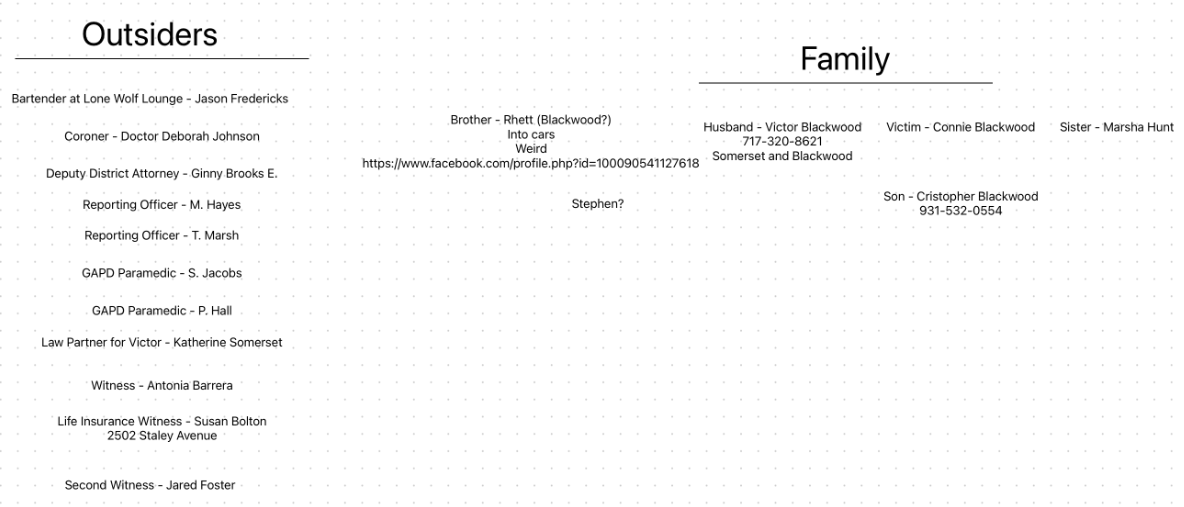 Outsiders
Bartender at Lone Wolf Lounge - Jason Fredericks
Coroner - Doctor Deborah Johnson
Deputy District Attorney - Ginny Brooks E.
Reporting Officer - M. Hayes
Reporting Officer - T. Marsh
GAPD Paramedic - S. Jacobs
GAPD Paramedic - P. Hall
Law Partner for Victor - Katherine Somerset
Witness - Antonia Barrera
Life Insurance Witness - Susan Bolton
2502 Staley Avenue
Second Witness - Jared Foster
Family
Brother - Rhett (Blackwood?)
Into cars
Weird
https://www.facebook.com/profile.php?id=100090541127618
Stephen?
Husband - Victor Blackwood
717-320-8621
Somerset and Blackwood
Victim - Connie Blackwood
Sister - Marsha Hunt
Son - Cristopher Blackwood
931-532-0554